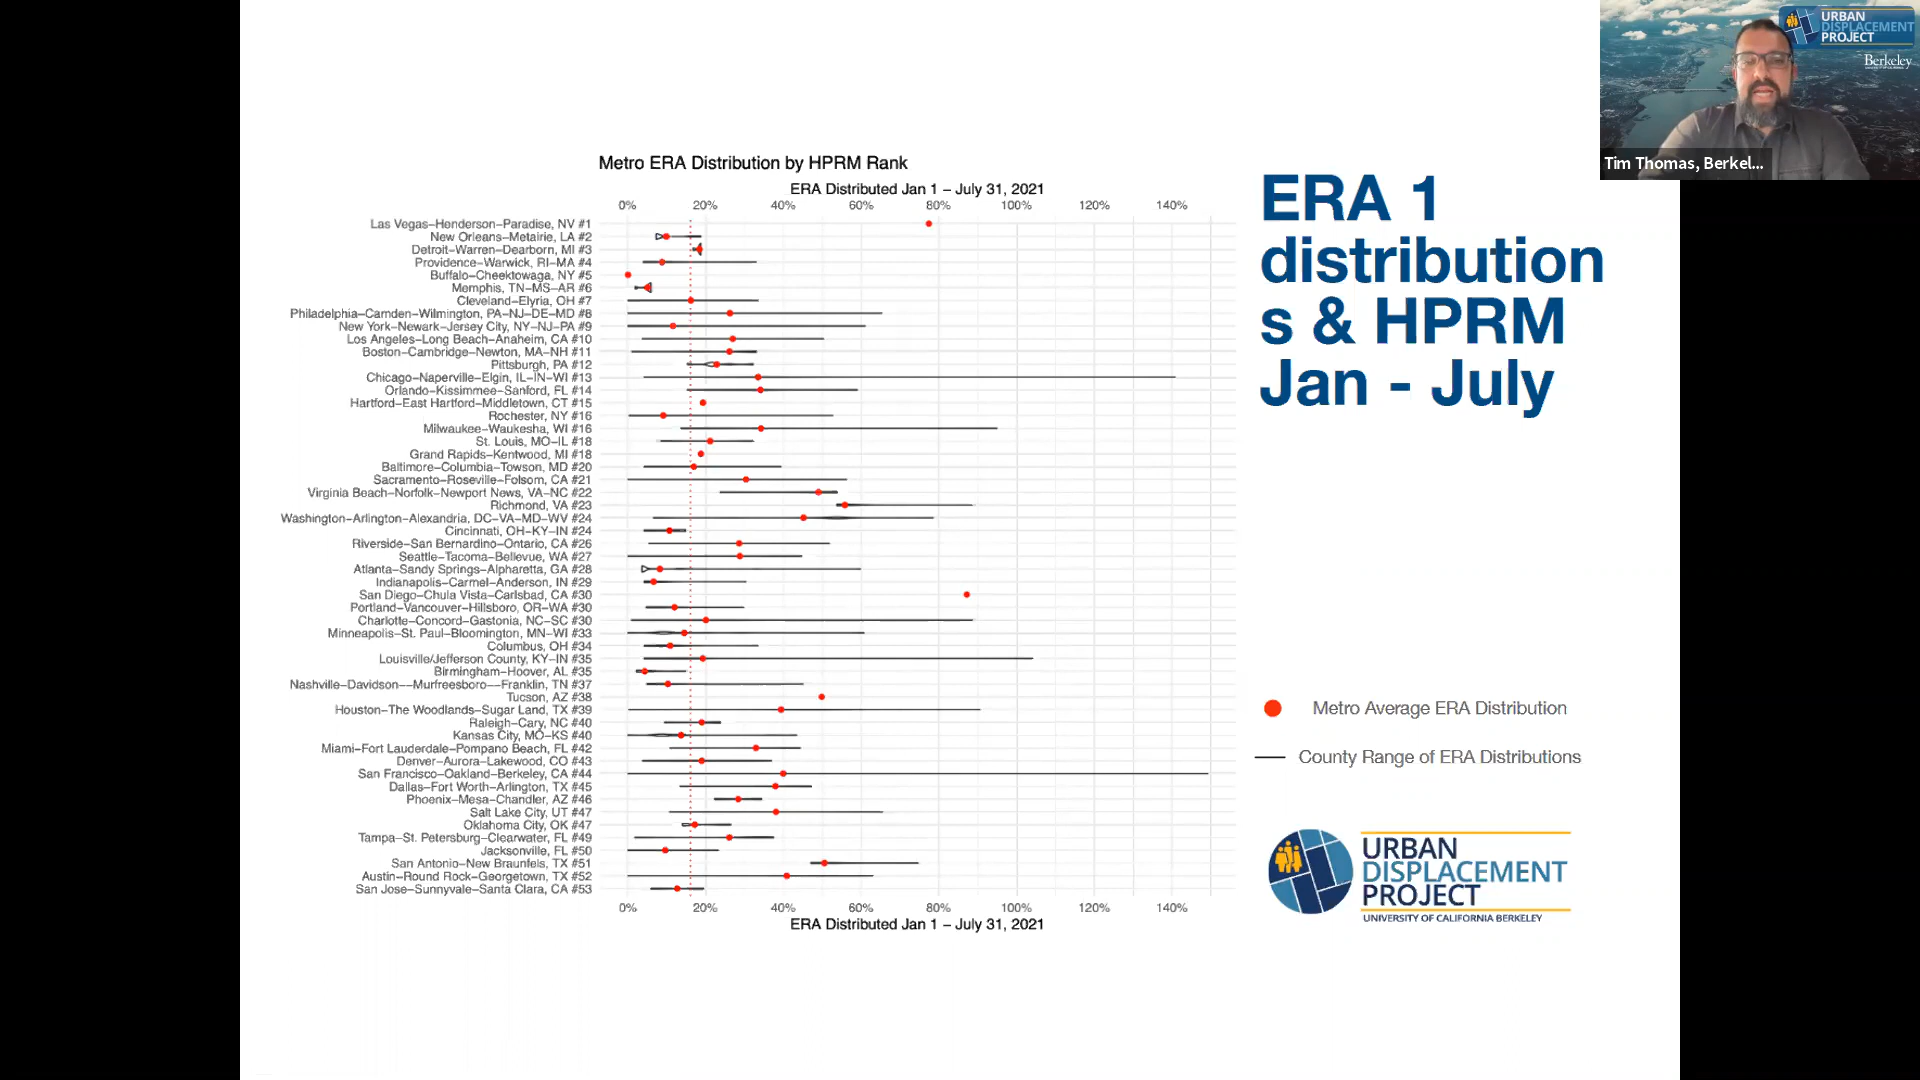 URBAN
DISPLACEMENT
PROJECT
Berkeley
Tim Thomas, Berkel...
Metro ERA Distribution by HPRM Rank
ERA Distributed Jan 1 – July 31, 2021
0% 20% 40% 60% 80% 100% 120% 140%
Las Vegas–Henderson–Paradise, NV #1
New Orleans–Metairie, LA #2
Detroit–Warren–Dearborn, MI #3
Providence–Warwick, RI–MA #4
Buffalo–Cheektowaga, NY #5
Memphis, TN–MS–AR #6
Cleveland–Elyria, OH #7
Philadelphia–Camden–Wilmington, PA–NJ–DE–MD #8
New York–Newark–Jersey City, NY–NJ–PA #9
Los Angeles–Long Beach–Anaheim, CA #10
Boston–Cambridge–Newton, MA–NH #11
Pittsburgh, PA #12
Chicago–Naperville–Elgin, IL–IN–WI #13
Orlando–Kissimmee–Sanford, FL #14
Hartford–East Hartford–Middletown, CT #15
Rochester, NY #16
Milwaukee–Waukesha, WI #16
St. Louis, MO–IL #18
Grand Rapids–Kentwood, MI #18
Baltimore–Columbia–Towson, MD #20
Sacramento–Roseville–Folsom, CA #21
Virginia Beach–Norfolk–Newport News, VA–NC #22
Richmond, VA #23
Washington–Arlington–Alexandria, DC–VA–MD–WV #24
Cincinnati, OH–KY–IN #24
Riverside–San Bernardino–Ontario, CA #26
Seattle–Tacoma–Bellevue, WA #27
Atlanta–Sandy Springs–Alpharetta, GA #28
Indianapolis–Carmel–Anderson, IN #29
San Diego–Chula Vista–Carlsbad, CA #30
Portland–Vancouver–Hillsboro, OR–WA #30
Charlotte–Concord–Gastonia, NC–SC #30
Minneapolis–St. Paul–Bloomington, MN–WI #33
Columbus, OH #34
Louisville/Jefferson County, KY–IN #35
Birmingham–Hoover, AL #35
Nashville–Davidson––Murfreesboro––Franklin, TN #37
Tucson, AZ #38
Houston–The Woodlands–Sugar Land, TX #39
Raleigh–Cary, NC #40
Kansas City, MO–KS #40
Miami–Fort Lauderdale–Pompano Beach, FL #42
Denver–Aurora–Lakewood, CO #43
San Francisco–Oakland–Berkeley, CA #44
Dallas–Fort Worth–Arlington, TX #45
Phoenix–Mesa–Chandler, AZ #46
Salt Lake City, UT #47
Oklahoma City, OK #47
Tampa–St. Petersburg–Clearwater, FL #49
Jacksonville, FL #50
San Antonio–New Braunfels, TX #51
Austin–Round Rock–Georgetown, TX #52
San Jose–Sunnyvale–Santa Clara, CA #53
0% 20% 40% 60% 80% 100% 120% 140%
ERA Distributed Jan 1 – July 31, 2021
ERA 1
distribution
s & HPRM
Jan - July
Metro Average ERA Distribution
County Range of ERA Distributions
URBAN
DISPLACEMENT
PROJECT
UNIVERSITY OF CALIFORNIA BERKELEY